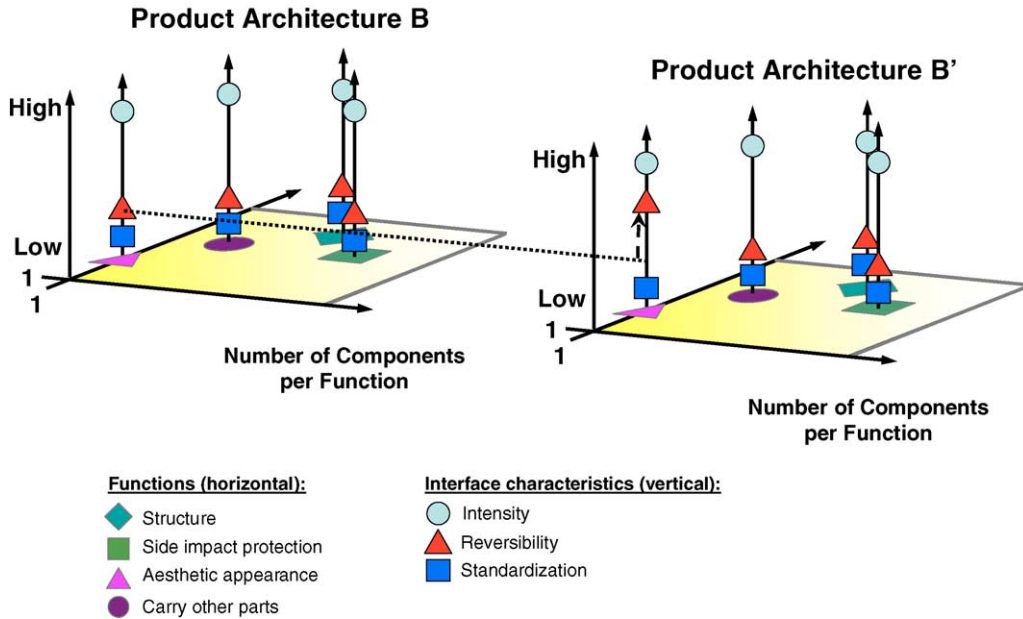 Product Architecture B
High
Low
1
1
Number of Components
per Function
Product Architecture B’
High
Low
1
1
Number of Components
per Function
Functions (horizontal):
Structure
Side impact protection
Aesthetic appearance
Carry other parts
Interface characteristics (vertical):
Intensity
Reversibility
Standardization